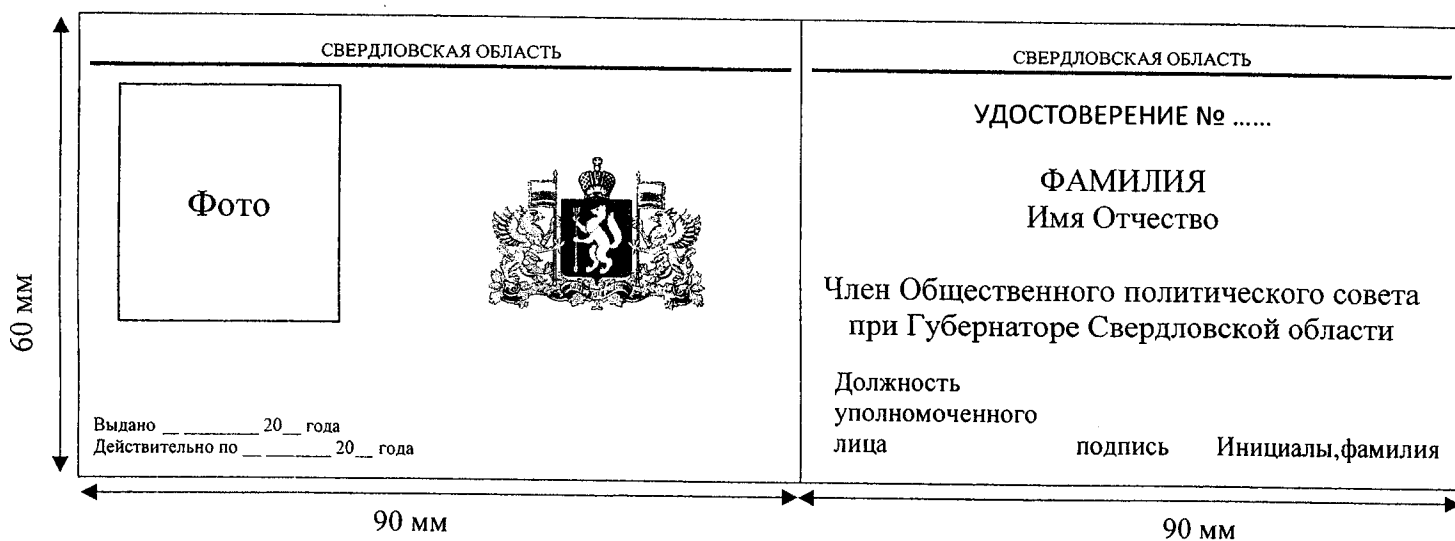 СВЕРДЛОВСКАЯ ОБЛАСТЬ
Фото
Выдано __ ________ 20__ года
Действительно по __ _______ 20__ года
60 мм
90 мм
СВЕРДЛОВСКАЯ ОБЛАСТЬ
УДОСТОВЕРЕНИЕ № ......
ФАМИЛИЯ
Имя Отчество
Член Общественного политического совета
при Губернаторе Свердловской области
Должность
уполномоченного
лица подпись Инициалы,фамилия
90 мм